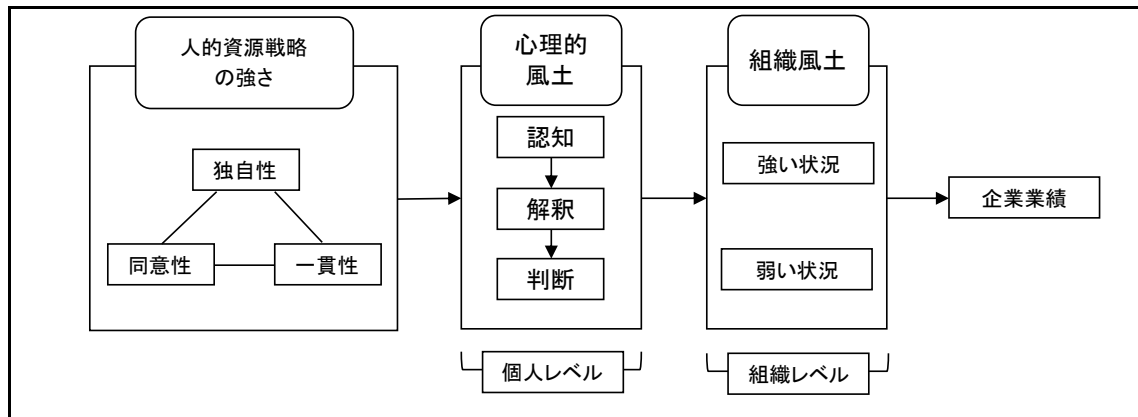 人的資源戦略
の強さ
独自性
同意性
一貫性
心理的
風土
認知
解釈
判断
個人レベル
組織風土
強い状況
弱い状況
組織レベル
企業業績